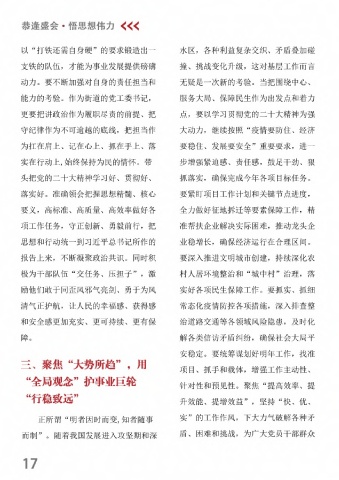 恭逢盛会·悟思想伟力
以“打铁还需自身硬”的要求锻造出一
支铁的队伍，才能为事业发展提供磅礴
动力。要不断加强对自身的责任担当和
能力的考验。作为街道的党工委书记，
更要把讲政治作为履职尽责的前提、把
守纪律作为不可逾越的底线，把担当作
为扛在肩上、记在心上、抓在手上、落
实在行动上，始终保持为民的情怀。带
头把党的二十大精神学习好、贯彻好、
落实好。准确领会把握思想精髓、核心
要义，高标准、高质量、高效率做好各
项工作任务，守正创新、勇毅前行，把
思想和行动统一到习近平总书记所作的
报告上来，不断凝聚政治共识。同时积
极为干部队伍“交任务、压担子”，激
励他们敢于同歪风邪气亮剑、勇于为风
清气正护航，让人民的幸福感、获得感
和安全感更加充实、更可持续、更有保
障。
三、聚焦“大势所趋”，用
“全局观念”护事业巨轮
“行稳致远”
正所谓“明者因时而变，知者随事
而制”。随着我国发展进入攻坚期和深
水区，各种利益复杂交织、矛盾叠加碰
撞、挑战变化升级，这对基层工作而言
无疑是一次新的考验，当把围绕中心、
服务大局、保障民生作为出发点和着力
点，要以学习贯彻党的二十大精神为强
大动力，继续按照“疫情要防住、经济
要稳住、发展要安全”重要要求，进一
步增强紧迫感、责任感，鼓足干劲、狠
抓落实，确保完成今年各项目标任务。
要紧盯项目工作计划和关键节点进度，
全力做好征地拆迁等要素保障工作，精
准帮扶企业解决实际困难，推动龙头企
业稳增长，确保经济运行在合理区间。
要深入推进文明城市创建，持续深化农
村人居环境整治和“城中村”治理，落
实好各项民生保障工作。要抓实、抓细
常态化疫情防控各项措施，深入排查整
治道路交通等各领域风险隐患，及时化
解各类信访矛盾纠纷，确保社会大局平
安稳定。要统筹谋划好明年工作，找准
项目、抓手和载体，增强工作主动性、
针对性和预见性。聚焦“提高效率、提
升效能、提增效益”，坚持“快、优、
实”的工作作风，下大力气破解各种矛
盾、困难和挑战，为广大党员干部群众
17